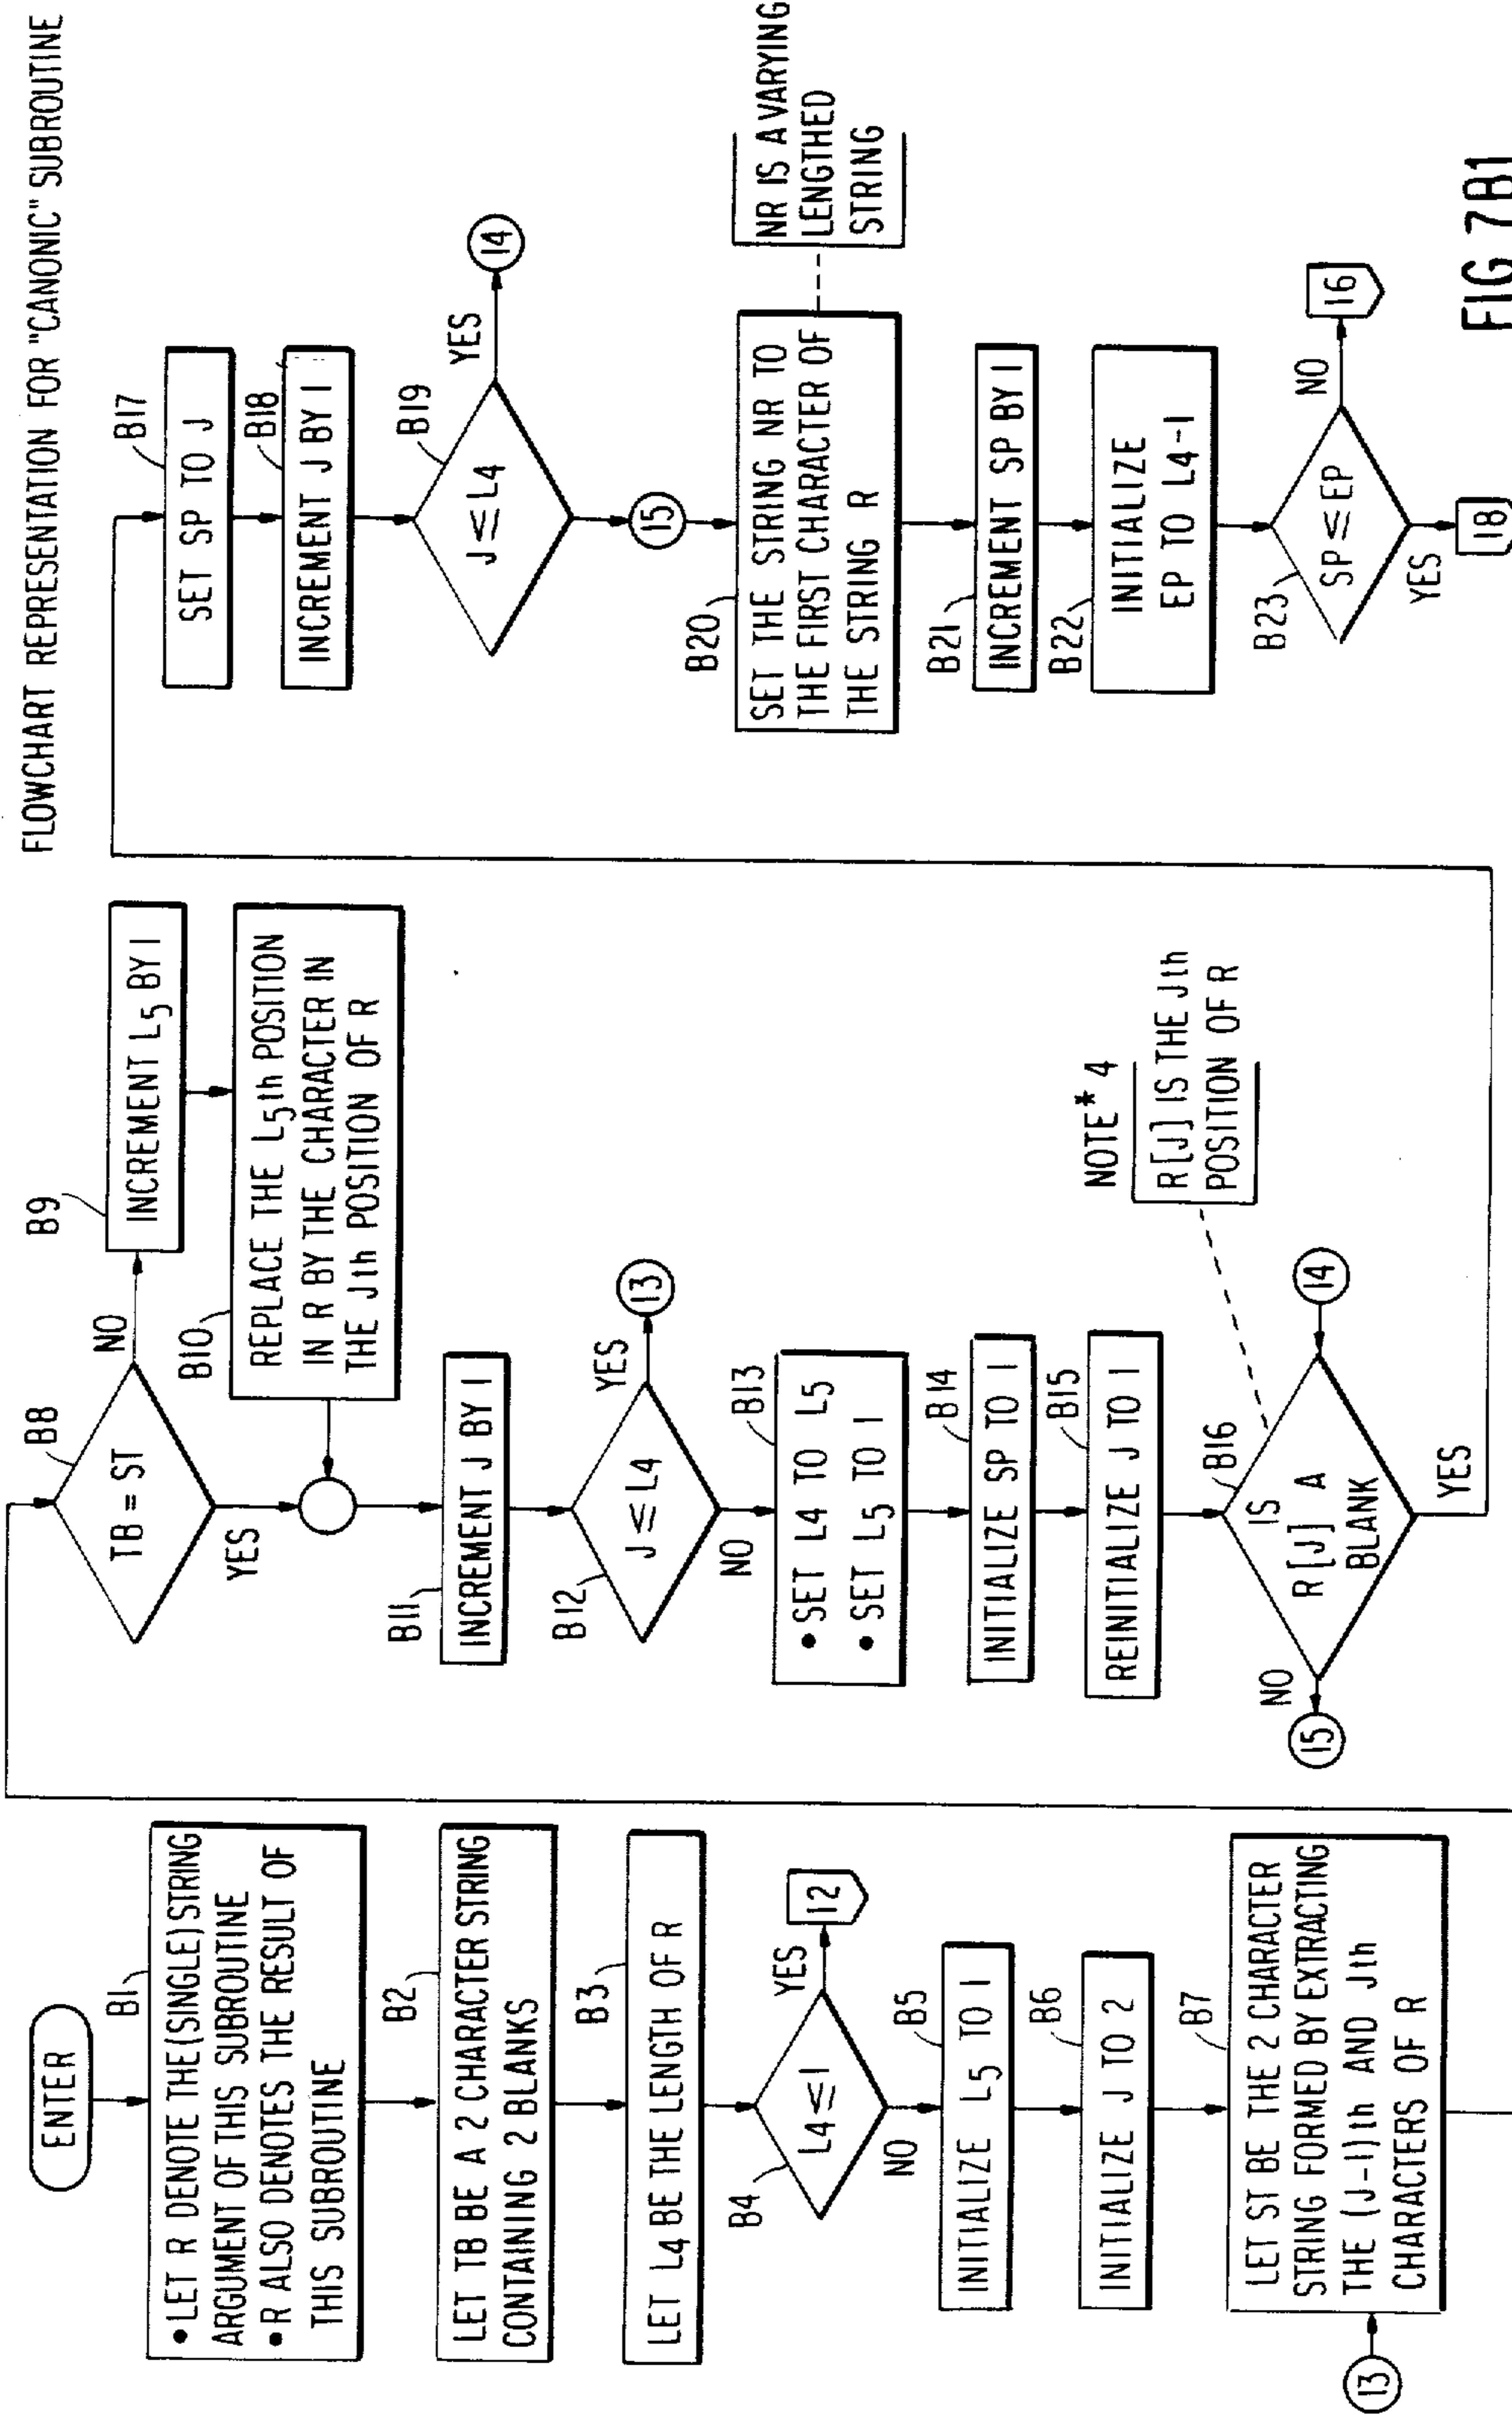 FLOWCHART REPRESENTATION FOR "CANONIC" SUBROUTINE
ENTER
B1
• LET R DENOTE THE (SINGLE) STRING
ARGUMENT OF THIS SUBROUTINE
• R ALSO DENOTES THE RESULT OF
THIS SUBROUTINE
B2
LET TB BE A 2 CHARACTER STRING
CONTAINING 2 BLANKS
B3
LET L4 BE THE LENGTH OF R
B4
L4 ≤ 1
YES
12
NO
B5
INITIALIZE L5 TO 1
B6
INITIALIZE J TO 2
B7
LET ST BE THE 2 CHARACTER
STRING FORMED BY EXTRACTING
THE (J-1)th AND Jth
CHARACTERS OF R
13
B8
TB = ST
NO
YES
B9
INCREMENT L5 BY 1
B10
REPLACE THE L5th POSITION
IN R BY THE CHARACTER IN
THE Jth POSITION OF R
B11
INCREMENT J BY 1
B12
J ≤ L4
YES
13
NO
B13
• SET L4 TO L5
• SET L5 TO 1
B14
INITIALIZE SP TO 1
B15
REINITIALIZE J TO 1
B16
IS
R[J] A
BLANK
NO
15
14
YES
NOTE* 4
R[J] IS THE Jth
POSITION OF R
B17
SET SP TO J
B18
INCREMENT J BY 1
B19
J ≤ L4
YES
14
15
B20
SET THE STRING NR TO
THE FIRST CHARACTER OF
THE STRING R
NR IS A VARYING
LENGTHED
STRING
B21
INCREMENT SP BY 1
B22
INITIALIZE
EP TO L4-1
B23
SP ≤ EP
NO
16
YES
18
FIG 7B1